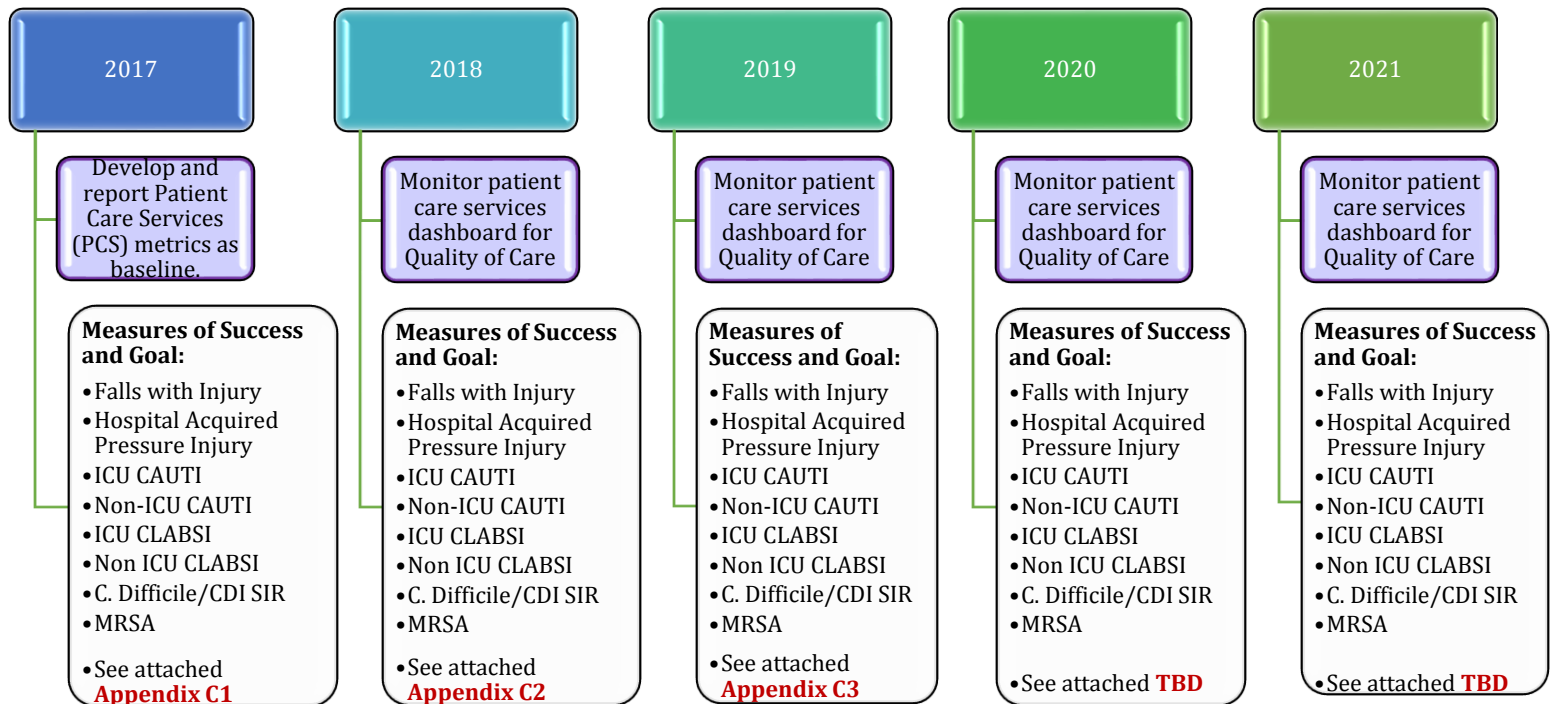 2017
Develop and
report Patient
Care Services
(PCS) metrics as
baseline.
Measures of Success
and Goal:
•Falls with Injury
•Hospital Acquired
Pressure Injury
•ICU CAUTI
•Non-ICU CAUTI
•ICU CLABSI
•Non ICU CLABSI
•C. Difficile/CDI SIR
•MRSA
•See attached
Appendix C1
2018
Monitor patient
care services
dashboard for
Quality of Care
Measures of Success
and Goal:
•Falls with Injury
•Hospital Acquired
Pressure Injury
•ICU CAUTI
•Non-ICU CAUTI
•ICU CLABSI
•Non ICU CLABSI
•C. Difficile/CDI SIR
•MRSA
•See attached
Appendix C2
2019
Monitor patient
care services
dashboard for
Quality of Care
Measures of
Success and Goal:
•Falls with Injury
•Hospital Acquired
Pressure Injury
•ICU CAUTI
•Non-ICU CAUTI
•ICU CLABSI
•Non ICU CLABSI
•C. Difficile/CDI SIR
•MRSA
•See attached
Appendix C3
2020
Monitor patient
care services
dashboard for
Quality of Care
Measures of Success
and Goal:
•Falls with Injury
•Hospital Acquired
Pressure Injury
•ICU CAUTI
•Non-ICU CAUTI
•ICU CLABSI
•Non ICU CLABSI
•C. Difficile/CDI SIR
•MRSA
•See attached TBD
2021
Monitor patient
care services
dashboard for
Quality of Care
Measures of Success
and Goal:
•Falls with Injury
•Hospital Acquired
Pressure Injury
•ICU CAUTI
•Non-ICU CAUTI
•ICU CLABSI
•Non ICU CLABSI
•C. Difficile/CDI SIR
•MRSA
•See attached TBD